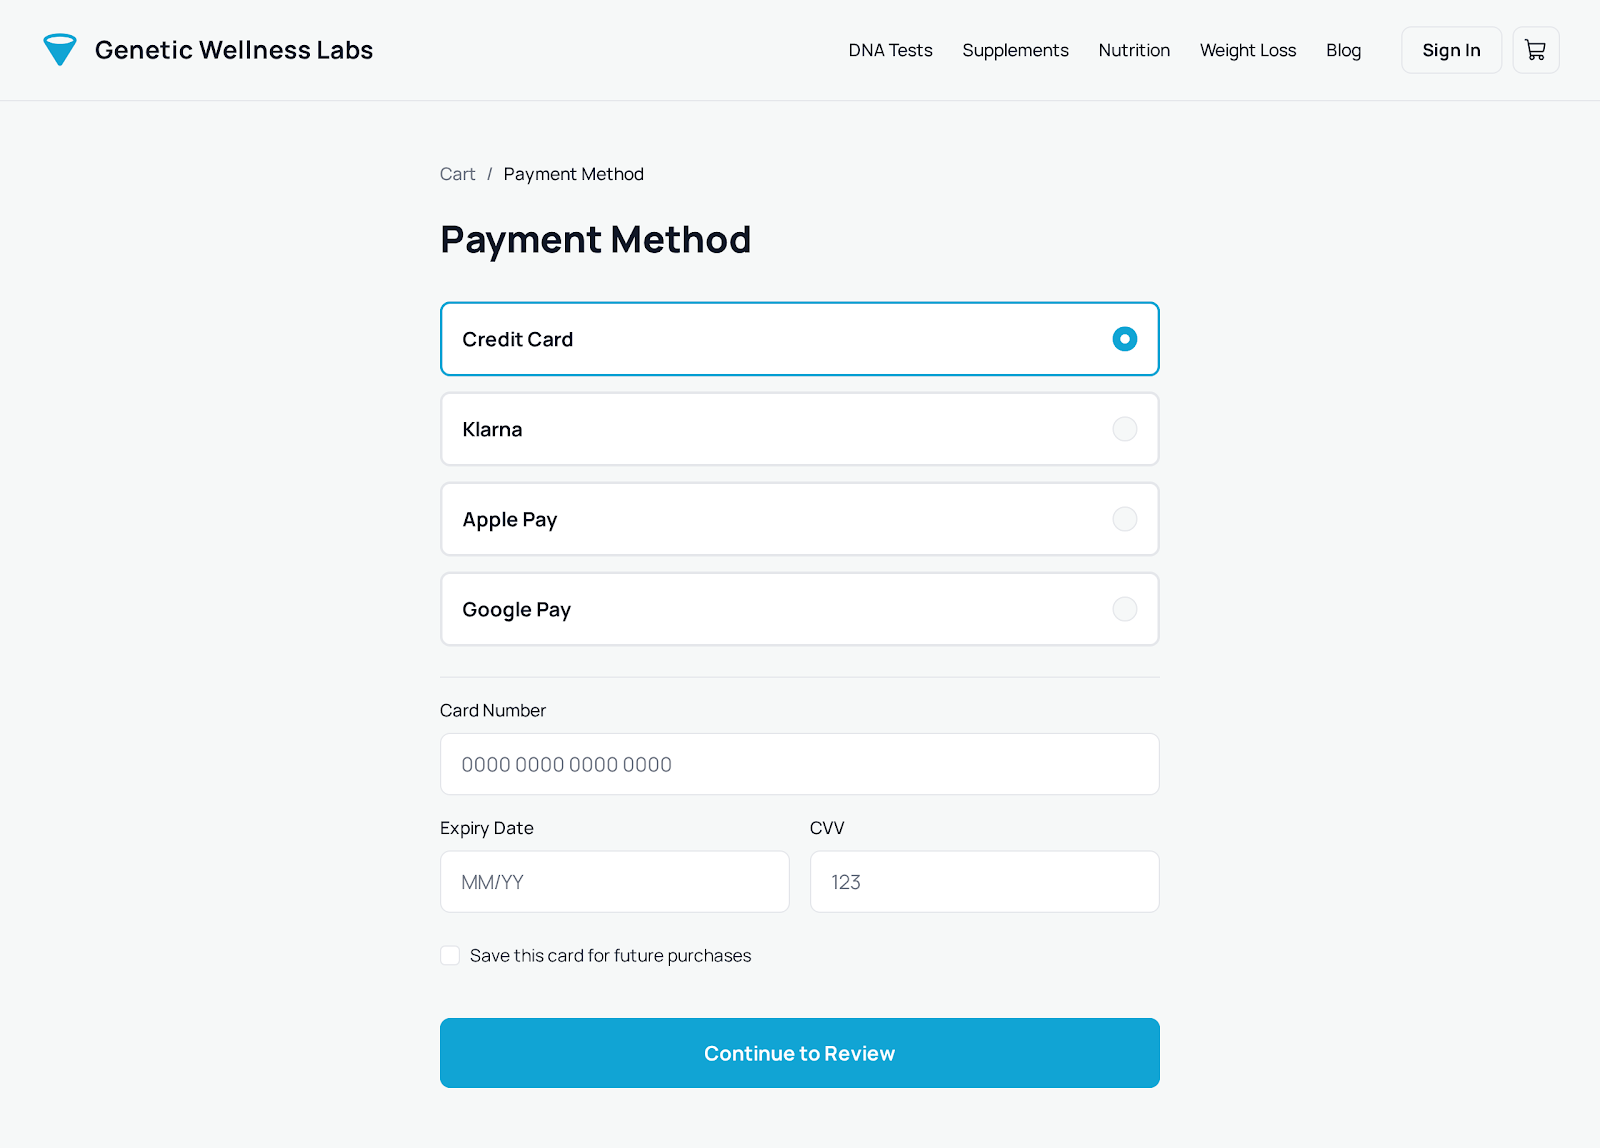 Genetic Wellness Labs
DNA Tests
Supplements
Nutrition
Weight Loss
Blog
Sign In
Cart / Payment Method
Payment Method
Credit Card
Klarna
Apple Pay
Google Pay
Card Number
0000 0000 0000 0000
Expiry Date
CVV
MM/YY
123
Save this card for future purchases
Continue to Review